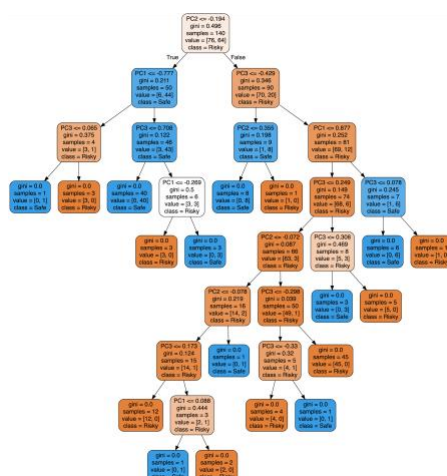 PC2 <= -0.194
gini = 0.496
samples = 140
value = [76, 64]
class = Risky
True
False
PC1 <= -0.777
gini = 0.211
samples = 50
value = [6, 44]
class = Safe
PC3 <= -0.429
gini = 0.346
samples = 90
value = [70, 20]
class = Risky
PC3 <= 0.065
gini = 0.375
samples = 4
value = [3, 1]
class = Risky
PC3 <= 0.708
gini = 0.122
samples = 46
value = [3, 43]
class = Safe
PC2 <= 0.355
gini = 0.198
samples = 9
value = [1, 8]
class = Safe
PC1 <= 0.877
gini = 0.252
samples = 81
value = [69, 12]
class = Risky
gini = 0.0
samples = 1
value = [0, 1]
class = Safe
gini = 0.0
samples = 3
value = [3, 0]
class = Risky
gini = 0.0
samples = 40
value = [0, 40]
class = Safe
PC1 <= -0.269
gini = 0.5
samples = 6
value = [3, 3]
class = Risky
gini = 0.0
samples = 8
value = [0, 8]
class = Safe
gini = 0.0
samples = 1
value = [1, 0]
class = Risky
PC3 <= 0.249
gini = 0.149
samples = 74
value = [68, 6]
class = Risky
PC3 <= 0.078
gini = 0.245
samples = 7
value = [1, 6]
class = Safe
gini = 0.0
samples = 3
value = [3, 0]
class = Risky
gini = 0.0
samples = 3
value = [0, 3]
class = Safe
PC2 <= -0.072
gini = 0.087
samples = 66
value = [63, 3]
class = Risky
PC3 <= 0.308
gini = 0.469
samples = 8
value = [5, 3]
class = Risky
gini = 0.0
samples = 6
value = [0, 6]
class = Safe
gini = 0.0
samples = 1
value = [1, 0]
class = Risky
gini = 0.219
samples = 16
value = [14, 2]
class = Risky
PC3 <= -0.298
gini = 0.039
samples = 50
value = [49, 1]
class = Risky
gini = 0.0
samples = 3
value = [0, 3]
class = Safe
gini = 0.0
samples = 5
value = [5, 0]
class = Risky
PC3 <= 0.173
gini = 0.124
samples = 15
value = [14, 1]
class = Risky
gini = 0.0
samples = 1
value = [0, 1]
class = Safe
PC3 <= -0.33
gini = 0.32
samples = 5
value = [4, 1]
class = Risky
gini = 0.0
samples = 45
value = [45, 0]
class = Risky
gini = 0.0
samples = 12
value = [12, 0]
class = Risky
PC1 <= 0.088
gini = 0.444
samples = 3
value = [2, 1]
class = Risky
gini = 0.0
samples = 4
value = [4, 0]
class = Risky
gini = 0.0
samples = 1
value = [0, 1]
class = Safe
gini = 0.0
samples = 1
value = [0, 1]
class = Safe
gini = 0.0
samples = 2
value = [2, 0]
class = Risky